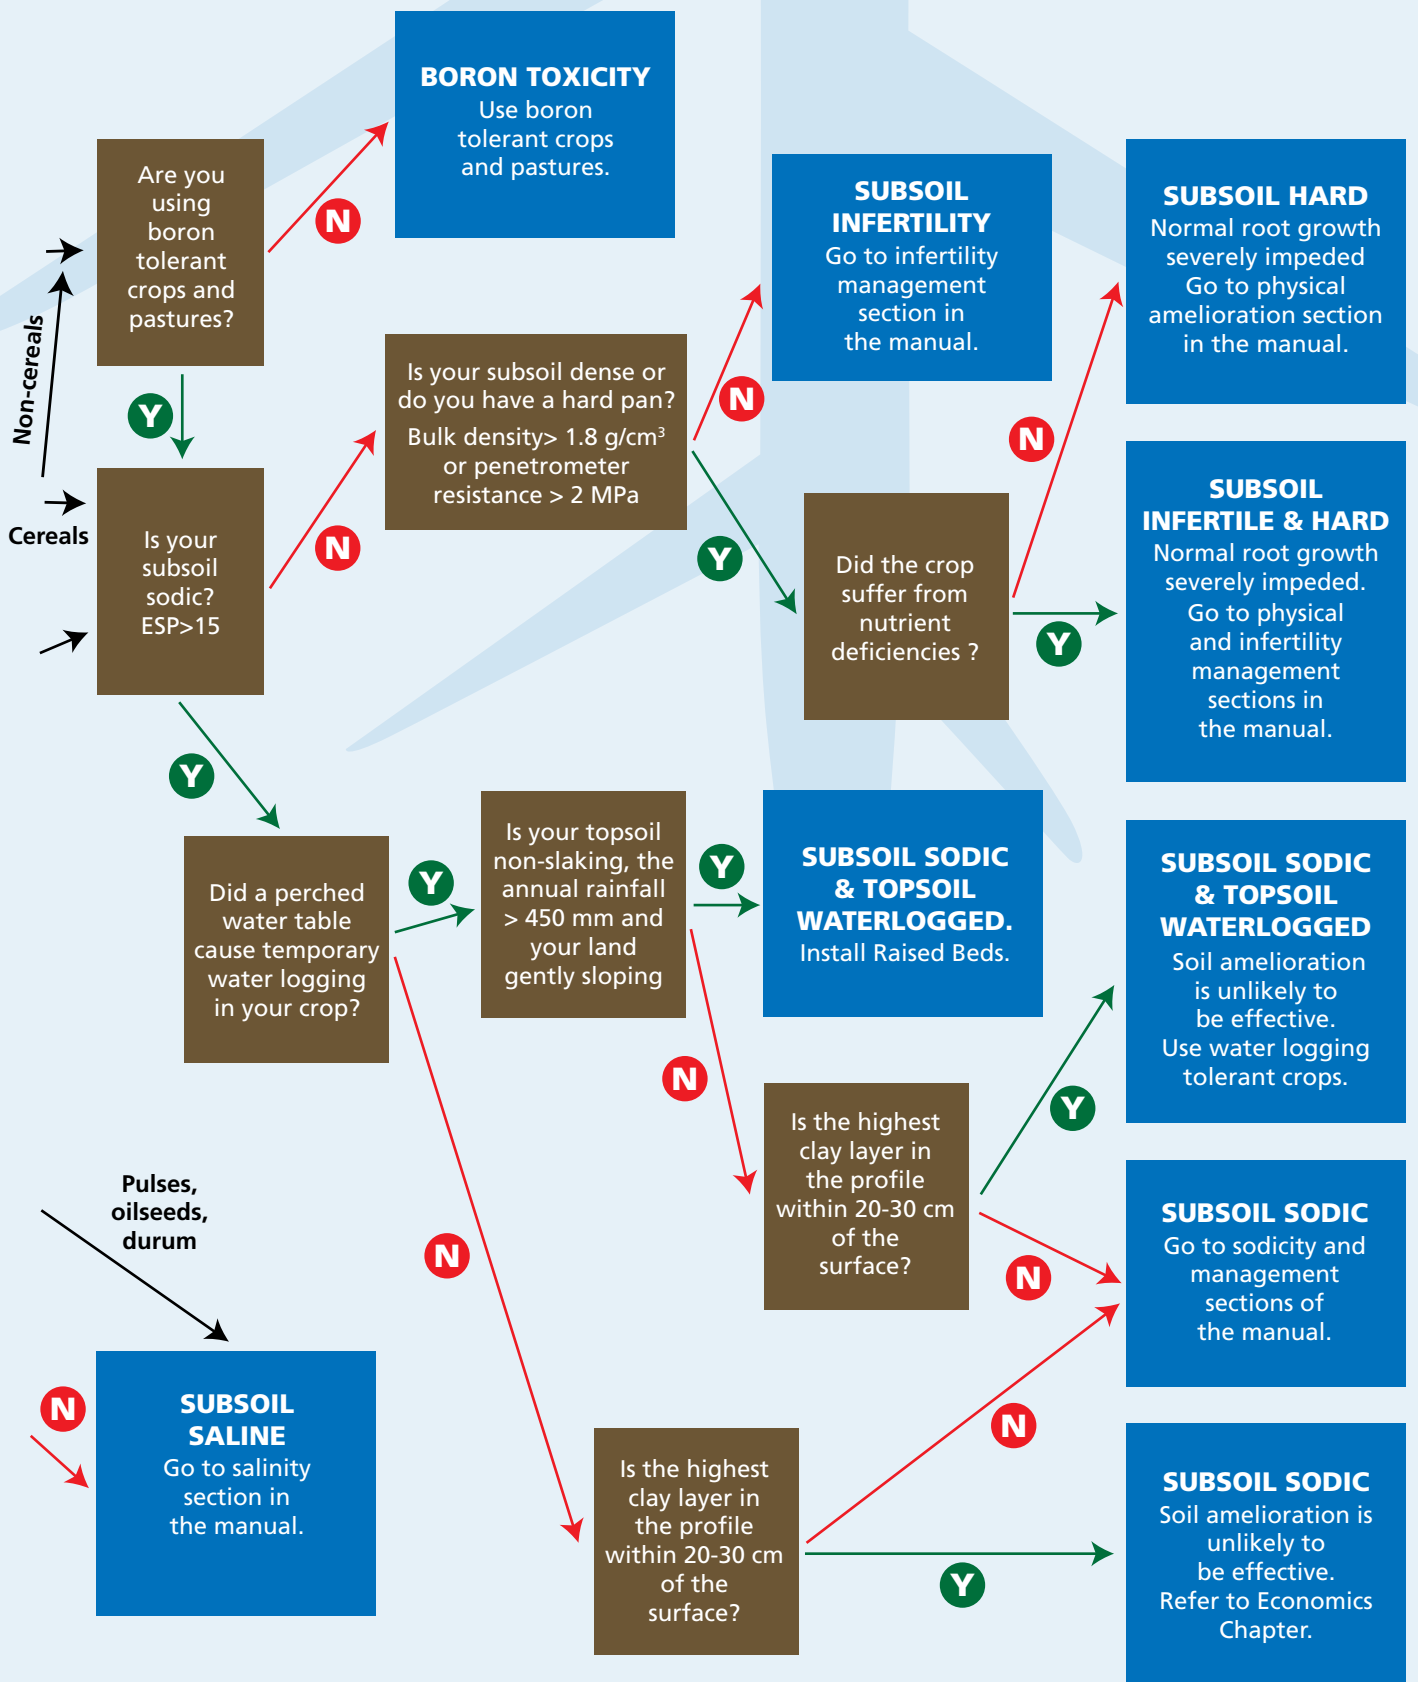 BORON TOXICITY
Use boron
tolerant crops
and pastures.
Are you
using
boron
tolerant
crops and
pastures?
N
SUBSOIL
INFERTILITY
Go to infertility
management
section in
the manual.
SUBSOIL HARD
Normal root growth
severely impeded
Go to physical
amelioration section
in the manual.
Non-cereals
Y
Is your subsoil dense or
do you have a hard pan?
Bulk density> 1.8 g/cm³
or penetrometer
resistance > 2 MPa
N
N
Cereals
Is your
subsoil
sodic?
ESP>15
N
Y
Did the crop
suffer from
nutrient
deficiencies ?
Y
SUBSOIL
INFERTILE & HARD
Normal root growth
severely impeded.
Go to physical
and infertility
management
sections in
the manual.
Y
Did a perched
water table
cause temporary
water logging
in your crop?
Y
Is your topsoil
non-slaking, the
annual rainfall
> 450 mm and
your land
gently sloping
Y
SUBSOIL SODIC
& TOPSOIL
WATERLOGGED.
Install Raised Beds.
SUBSOIL SODIC
& TOPSOIL
WATERLOGGED
Soil amelioration
is unlikely to
be effective.
Use water logging
tolerant crops.
N
Is the highest
clay layer in
the profile
within 20-30 cm
of the
surface?
Y
N
SUBSOIL SODIC
Go to sodicity and
management
sections of
the manual.
Pulses,
oilseeds,
durum
N
N
SUBSOIL
SALINE
Go to salinity
section in
the manual.
Is the highest
clay layer in
the profile
within 20-30 cm
of the
surface?
N
Y
SUBSOIL SODIC
Soil amelioration is
unlikely to
be effective.
Refer to Economics
Chapter.